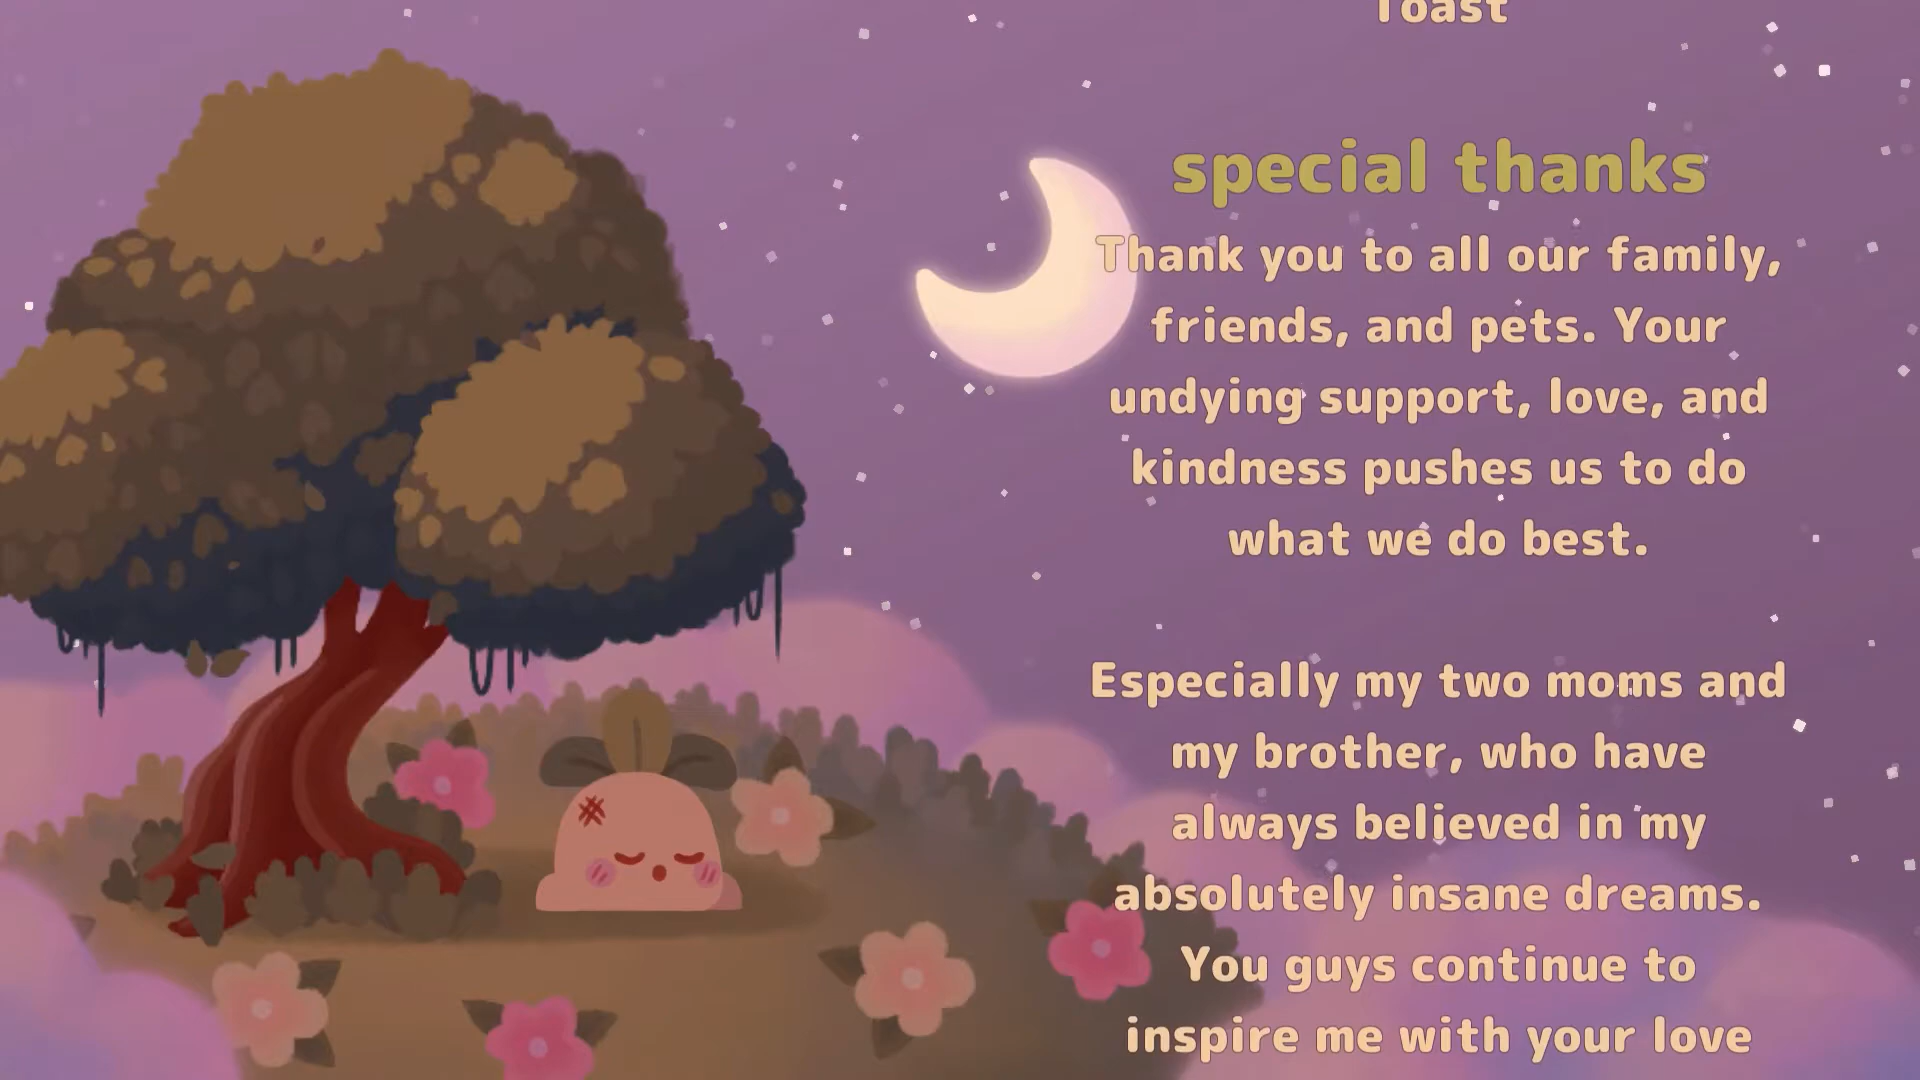 Toast
special thanks
Thank you to all our family,
friends, and pets. Your
undying support, love, and
kindness pushes us to do
what we do best.
Especially my two moms and
my brother, who have
always believed in my
absolutely insane dreams.
You guys continue to
inspire me with your love